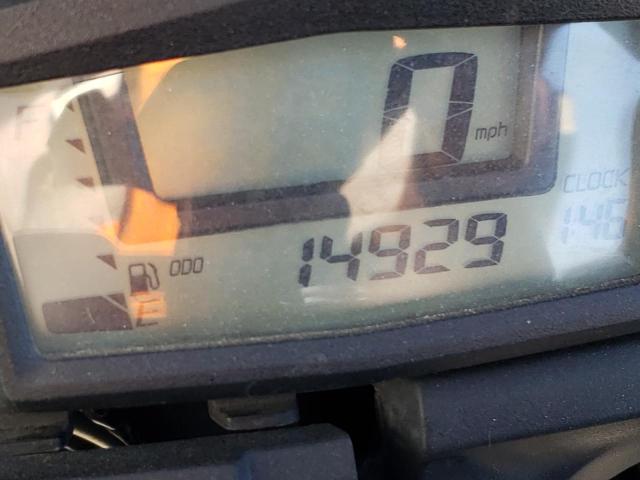 F
0 mph
CLOCK
1:46
ODO 14929
E